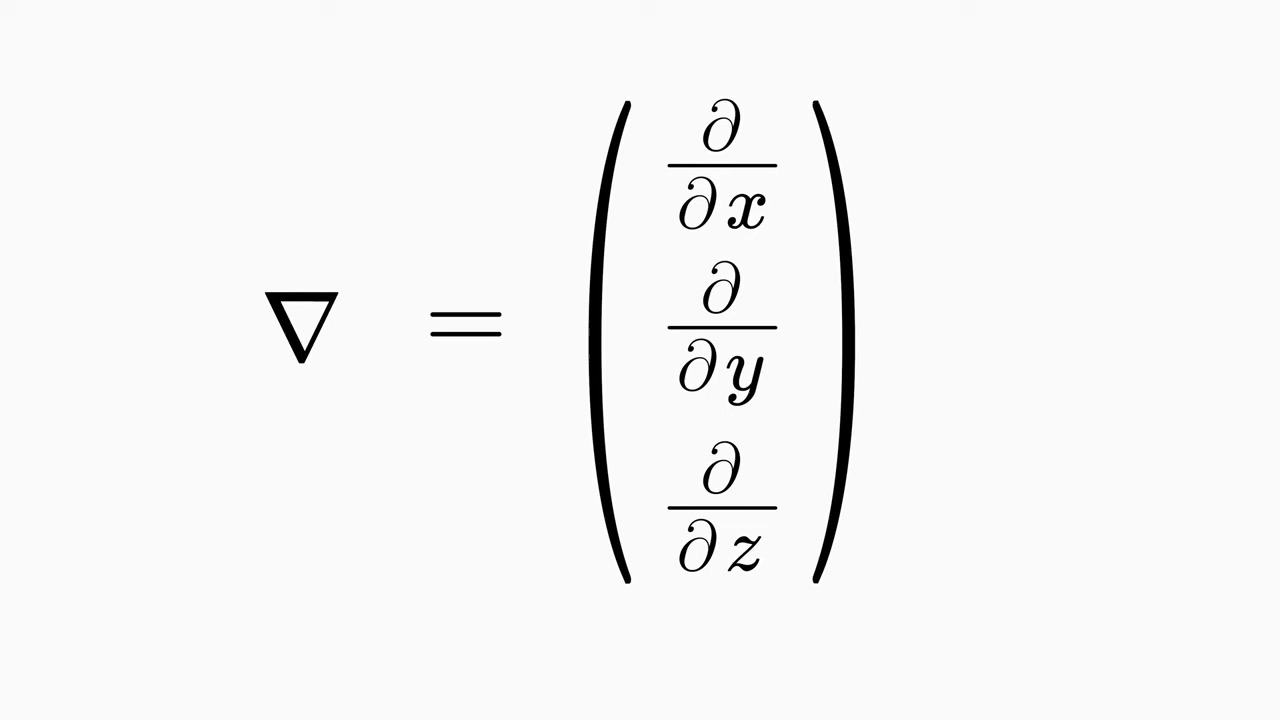 ∇ = ( ∂/∂x
∂/∂y
∂/∂z )